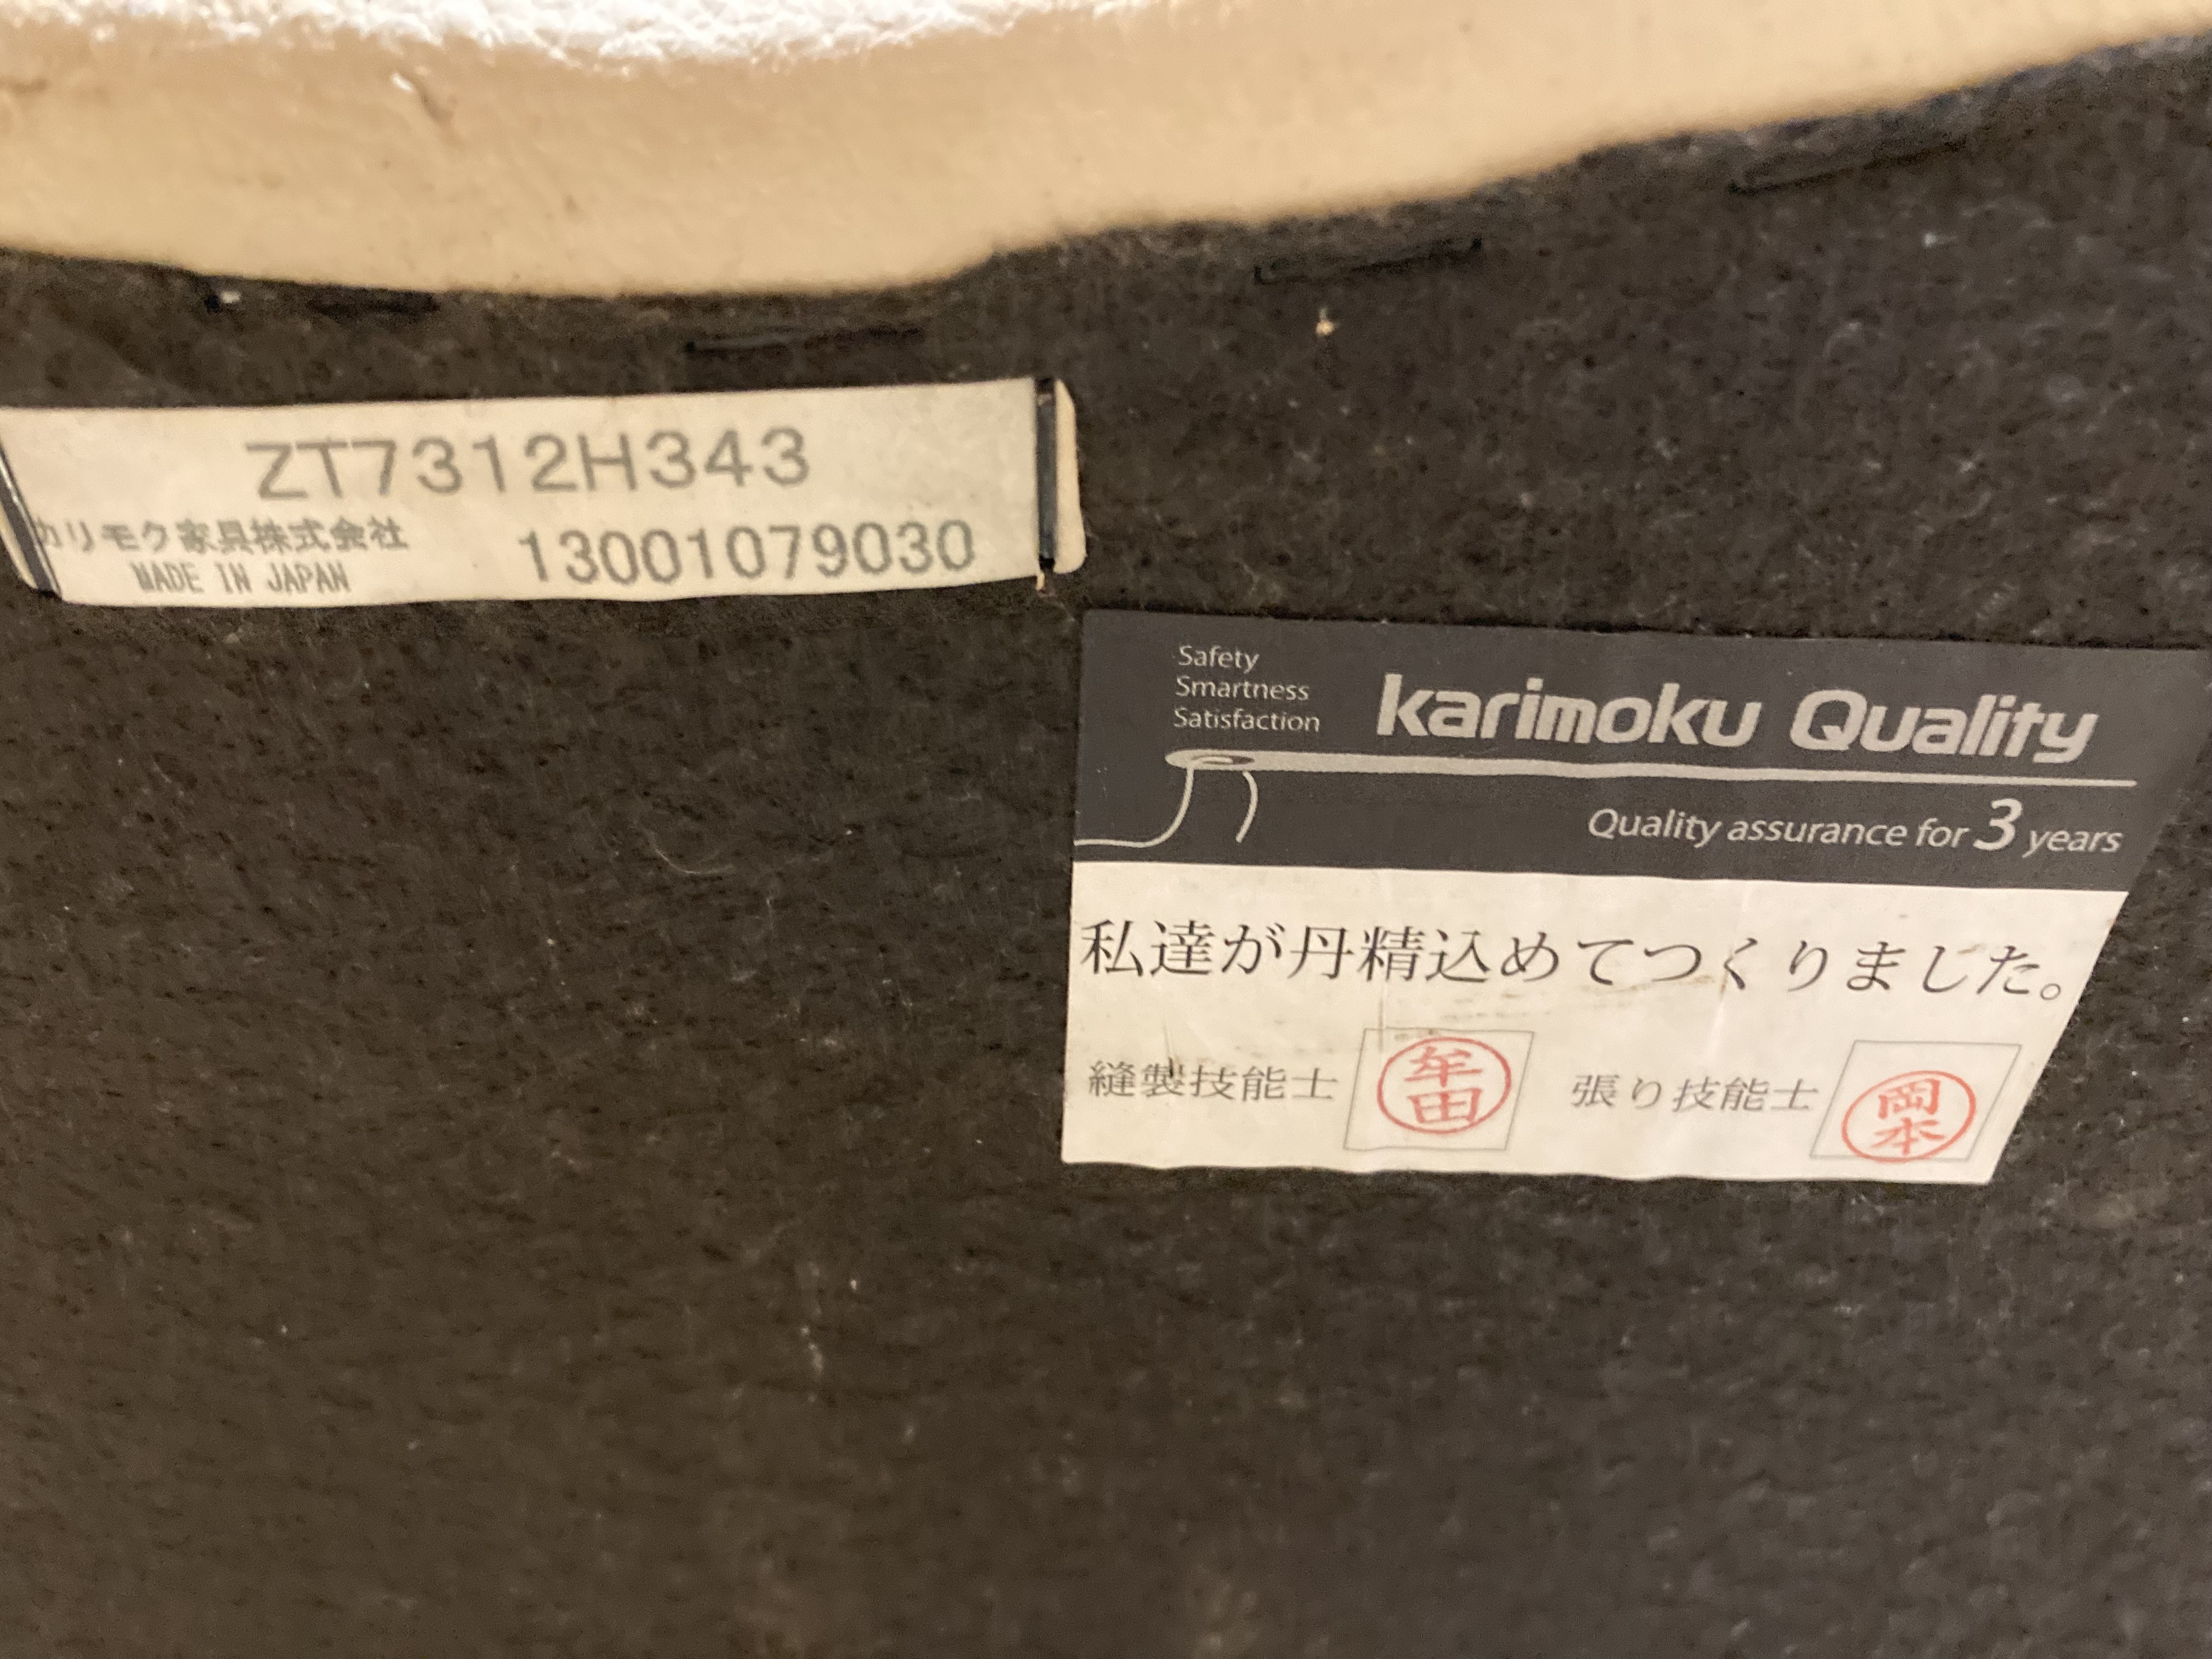 ZT7312H343
カリモク家具株式会社
MADE IN JAPAN
13001079030
Safety
Smartness
Satisfaction
karimoku Quality
Quality assurance for 3 years
私達が丹精込めてつくりました。
縫製技能士 牟田 張り技能士 岡本